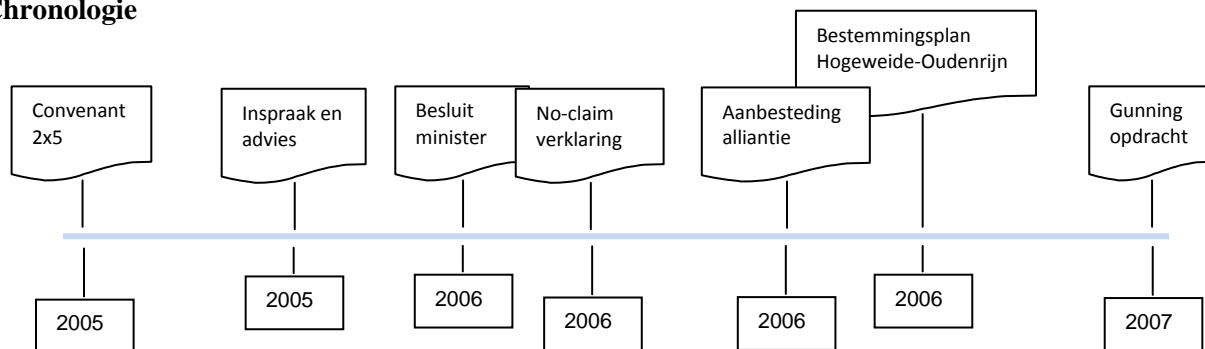 Chronologie
Bestemmingsplan
Hogeweide-Oudenrijn
Convenant
2x5
Inspraak en
advies
Besluit
minister
No-claim
verklaring
Aanbesteding
alliantie
Gunning
opdracht
2005
2005
2006
2006
2006
2006
2007